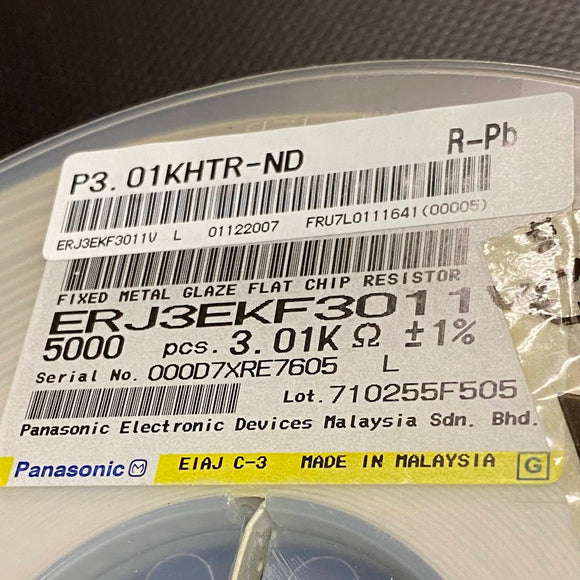 R-Pb
P3.01KHTR-ND
ERJ3EKF3011V L 01122007 FRU7L0111641(00005)
FIXED METAL GLAZE FLAT CHIP RESISTOR
ERJ3EKF3011V
5000 pcs. 3.01K Ω ±1%
Serial No. 000D7XRE7605 L
Lot. 710255F505
Panasonic Electronic Devices Malaysia Sdn. Bhd.
Panasonic M EIAJ C-3 MADE IN MALAYSIA G